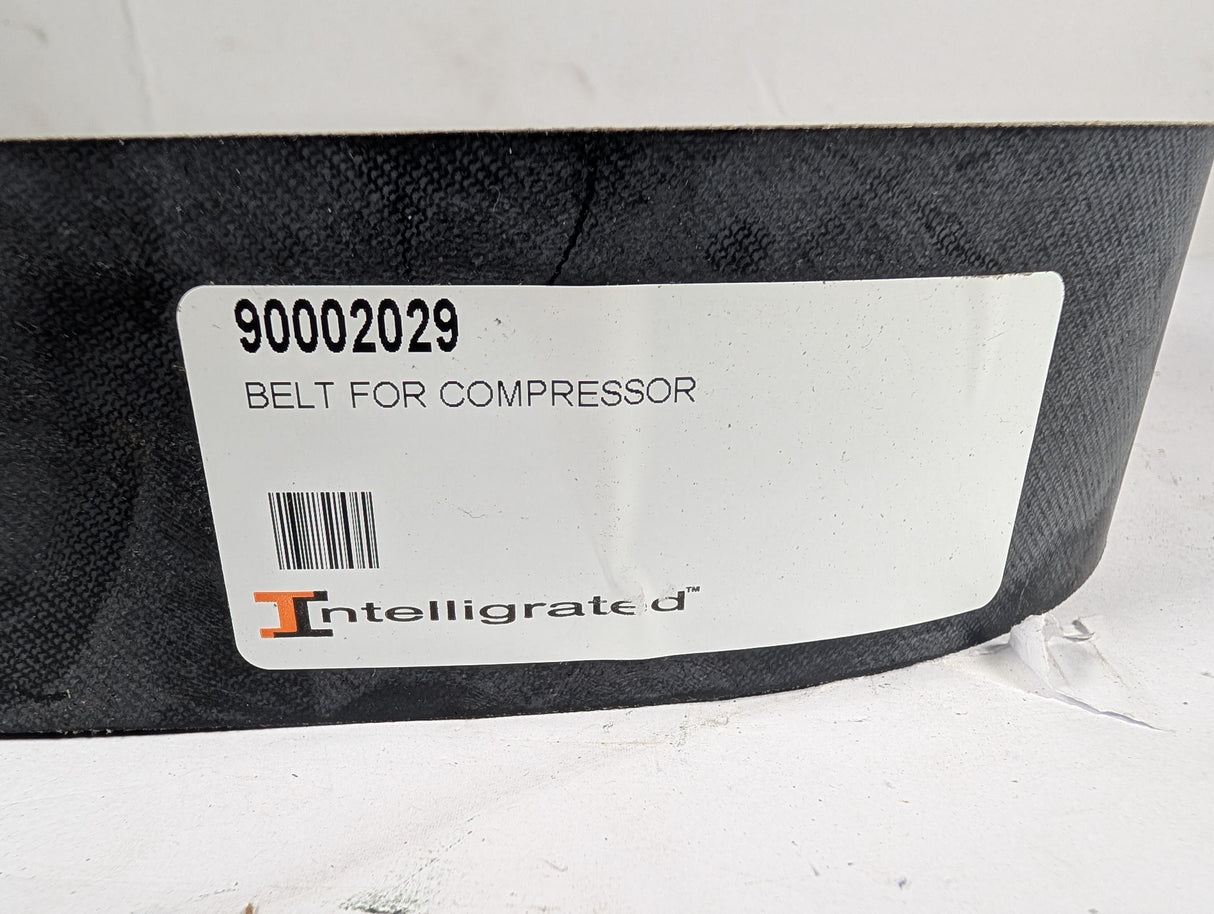 90002029
BELT FOR COMPRESSOR
Intelligrated™